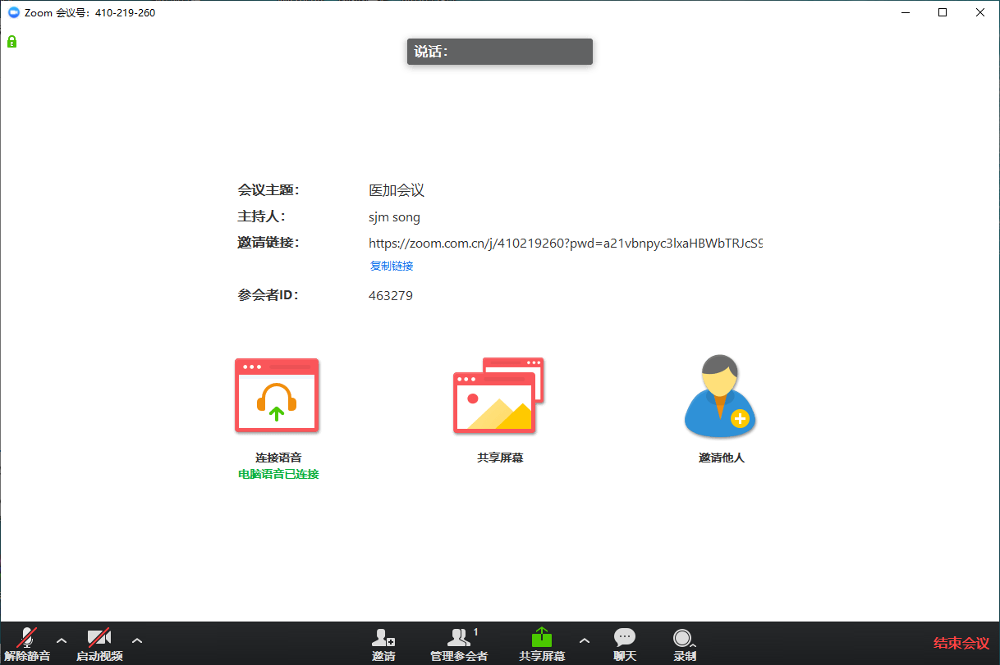 Zoom 会议号：410-219-260
说话：
会议主题： 医加会议
主持人： sjm song
邀请链接： https://zoom.com.cn/j/410219260?pwd=a21vbnpyc3lxaHBWbTRJcS9
复制链接
参会者ID： 463279
连接语音 共享屏幕 邀请他人
电脑语音已连接
1
解除静音 启动视频 邀请 管理参会者 共享屏幕 聊天 录制 结束会议